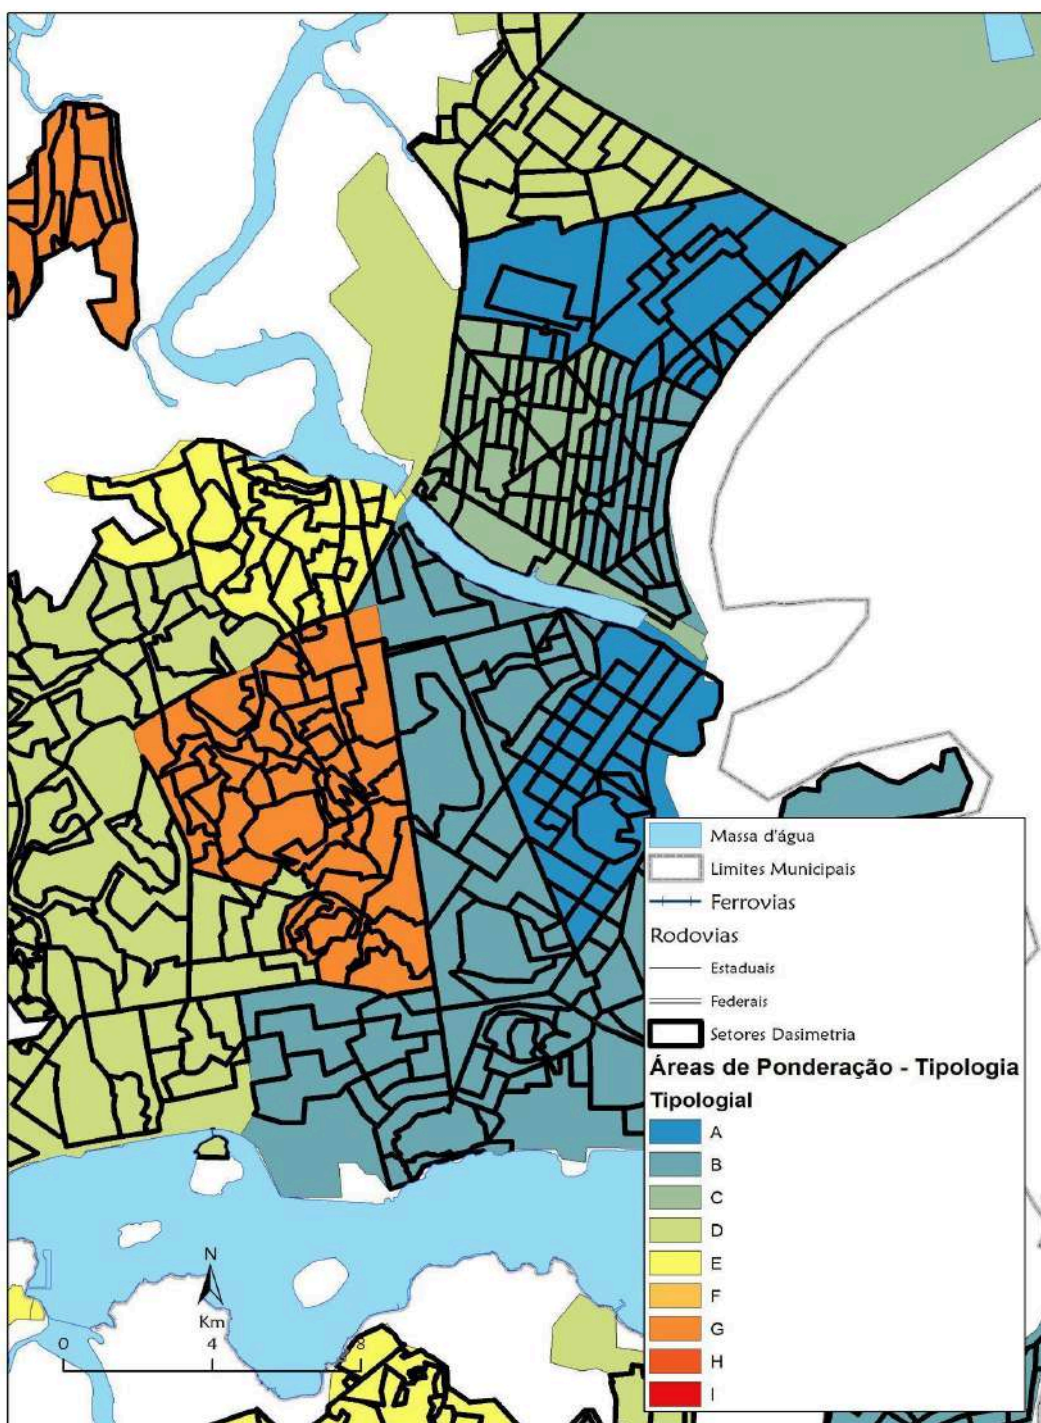 Massa d'água
Limites Municipais
Ferrovias
Rodovias
Estaduais
Federais
Setores Dasimetria
Áreas de Ponderação - Tipologia
Tipologial
A
B
C
D
E
F
G
H
I
N
Km
0 4 8